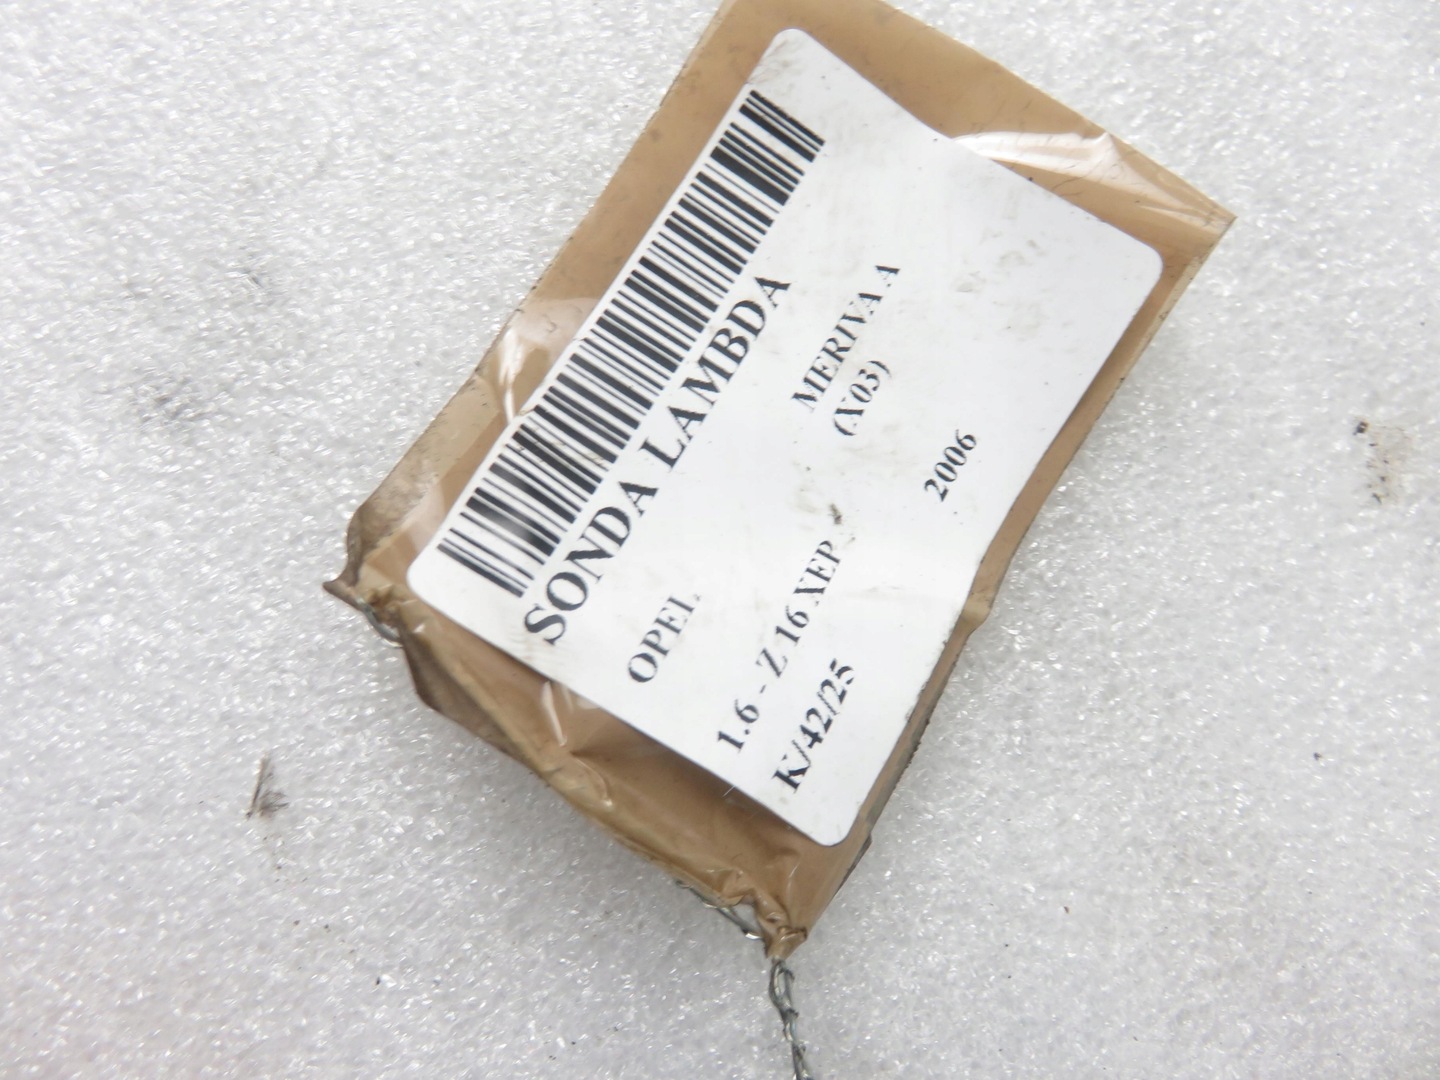 SONDA LAMBDA
OPEL
MERIVA A
(X03)
1.6 - Z 16 XEP
2006
K/42/25